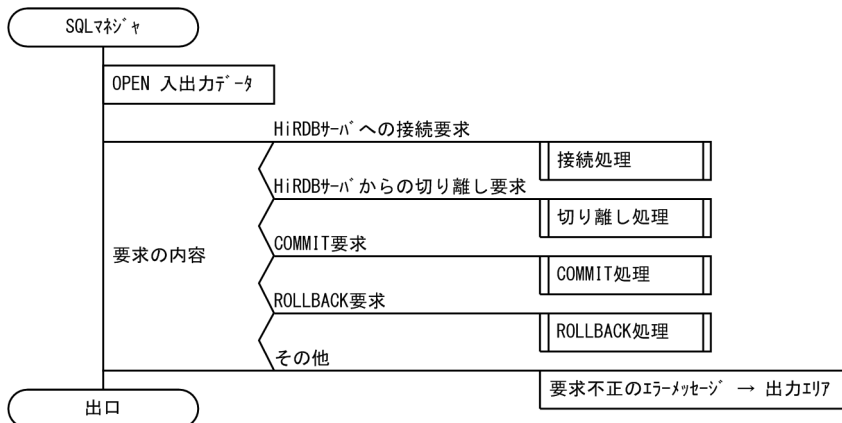 SQLﾏﾈｼﾞｬ
OPEN 入出力ﾃﾞｰﾀ
HiRDBｻｰﾊﾞへの接続要求
接続処理
HiRDBｻｰﾊﾞからの切り離し要求
切り離し処理
要求の内容
COMMIT要求
COMMIT処理
ROLLBACK要求
ROLLBACK処理
その他
要求不正のｴﾗｰﾒｯｾｰｼﾞ → 出力ｴﾘｱ
出口